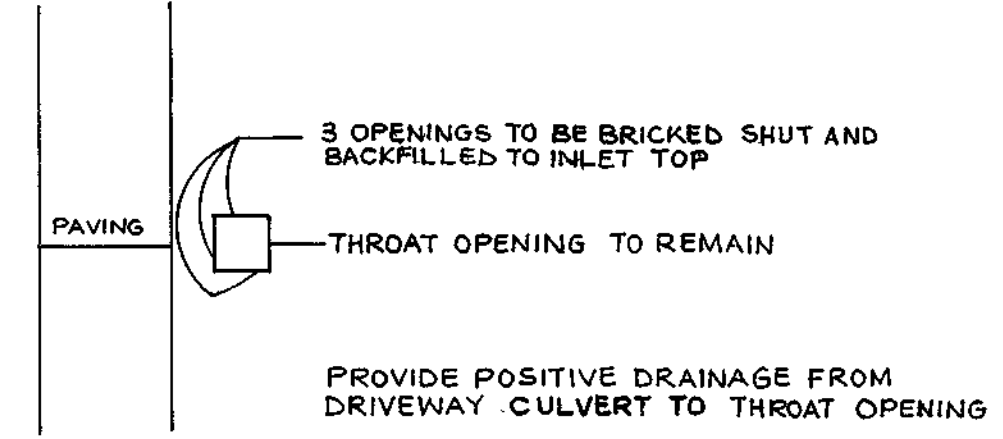 3 OPENINGS TO BE BRICKED SHUT AND
BACKFILLED TO INLET TOP
PAVING
THROAT OPENING TO REMAIN
PROVIDE POSITIVE DRAINAGE FROM
DRIVEWAY CULVERT TO THROAT OPENING